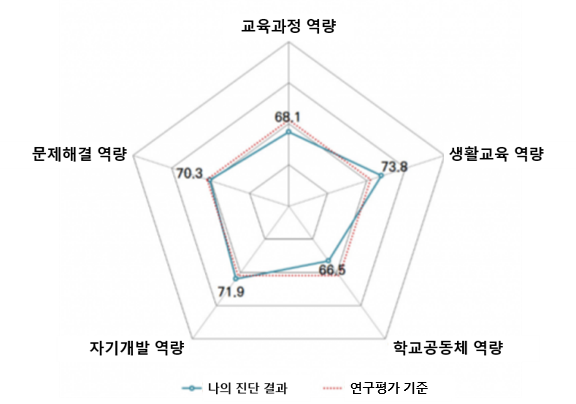 교육과정 역량
68.1
문제해결 역량
생활교육 역량
70.3
73.8
66.5
71.9
자기개발 역량
학교공동체 역량
나의 진단 결과
연구평가 기준